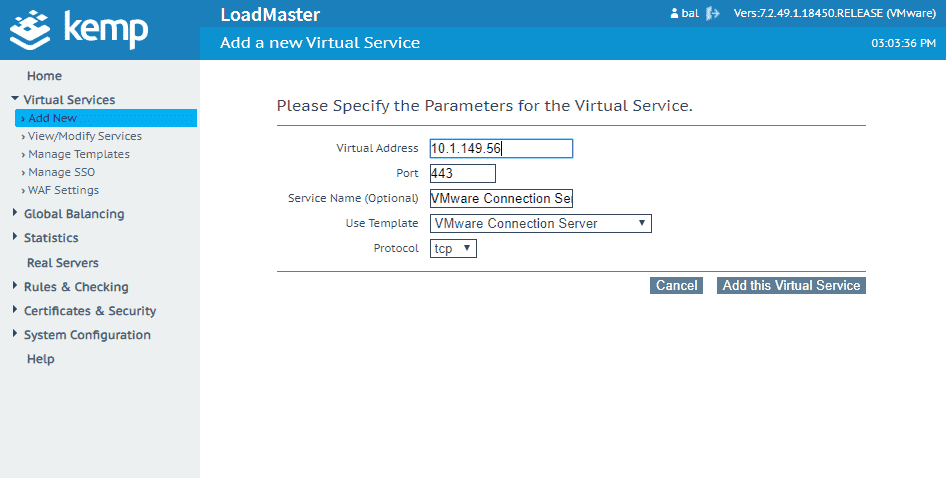 kemp
LoadMaster
bal Vers:7.2.49.1.18450.RELEASE (VMware)
Add a new Virtual Service 03:03:36 PM
Home
Virtual Services
Add New
View/Modify Services
Manage Templates
Manage SSO
WAF Settings
Global Balancing
Statistics
Real Servers
Rules & Checking
Certificates & Security
System Configuration
Help
Please Specify the Parameters for the Virtual Service.
Virtual Address 10.1.149.56
Port 443
Service Name (Optional) VMware Connection Se
Use Template VMware Connection Server
Protocol tcp
Cancel Add this Virtual Service